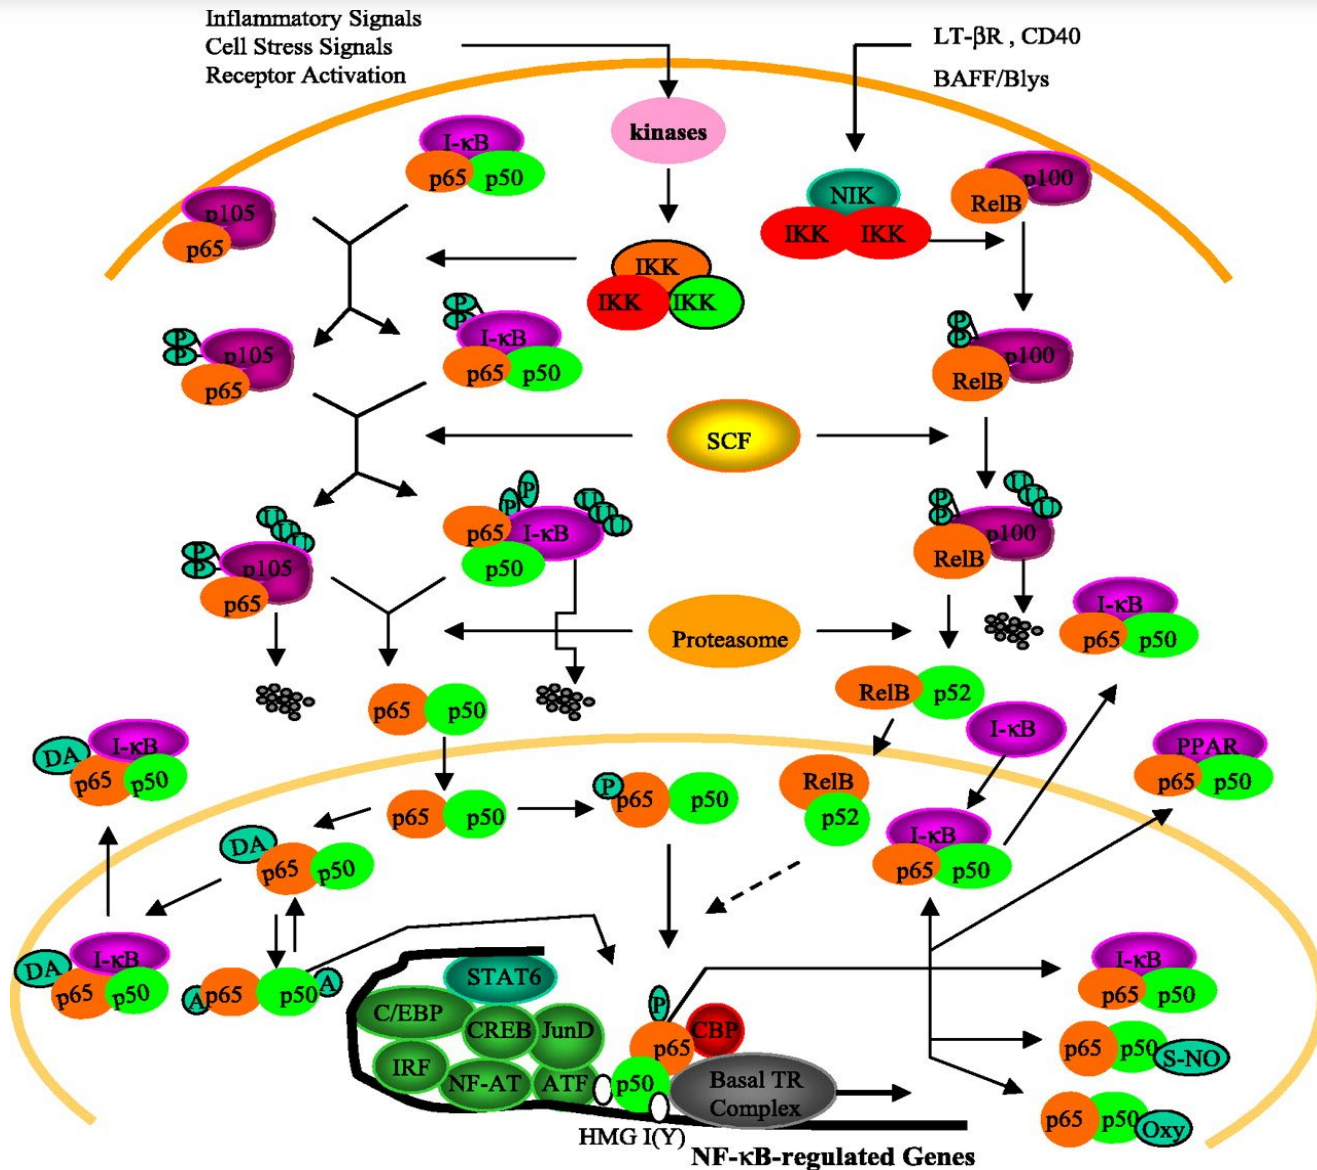 Inflammatory Signals
Cell Stress Signals
Receptor Activation
LT-βR , CD40
BAFF/Blys
kinases
I-κB
p65 p50
p105
p65
NIK
IKK IKK
p100
RelB
IKK
IKK IKK
P
P
p105
p65
P
P
I-κB
p65 p50
P
P
p100
RelB
SCF
U
U
U
P
P
p105
p65
P
P
U
U
U
p65 I-κB
p50
U
U
U
P
P
p100
RelB
Proteasome
I-κB
p65 p50
p65 p50
RelB p52
I-κB
DA I-κB
p65 p50
PPAR
p65 p50
p65 p50
P
p65 p50
RelB
p52
I-κB
p65 p50
DA
p65 p50
DA I-κB
p65 p50
A p65 p50 A
STAT6
C/EBP
CREB JunD
IRF
NF-AT ATF
P
p65 CBP
p50
Basal TR
Complex
I-κB
p65 p50
p65 p50 S-NO
p65 p50 Oxy
HMG I(Y)
NF-κB-regulated Genes